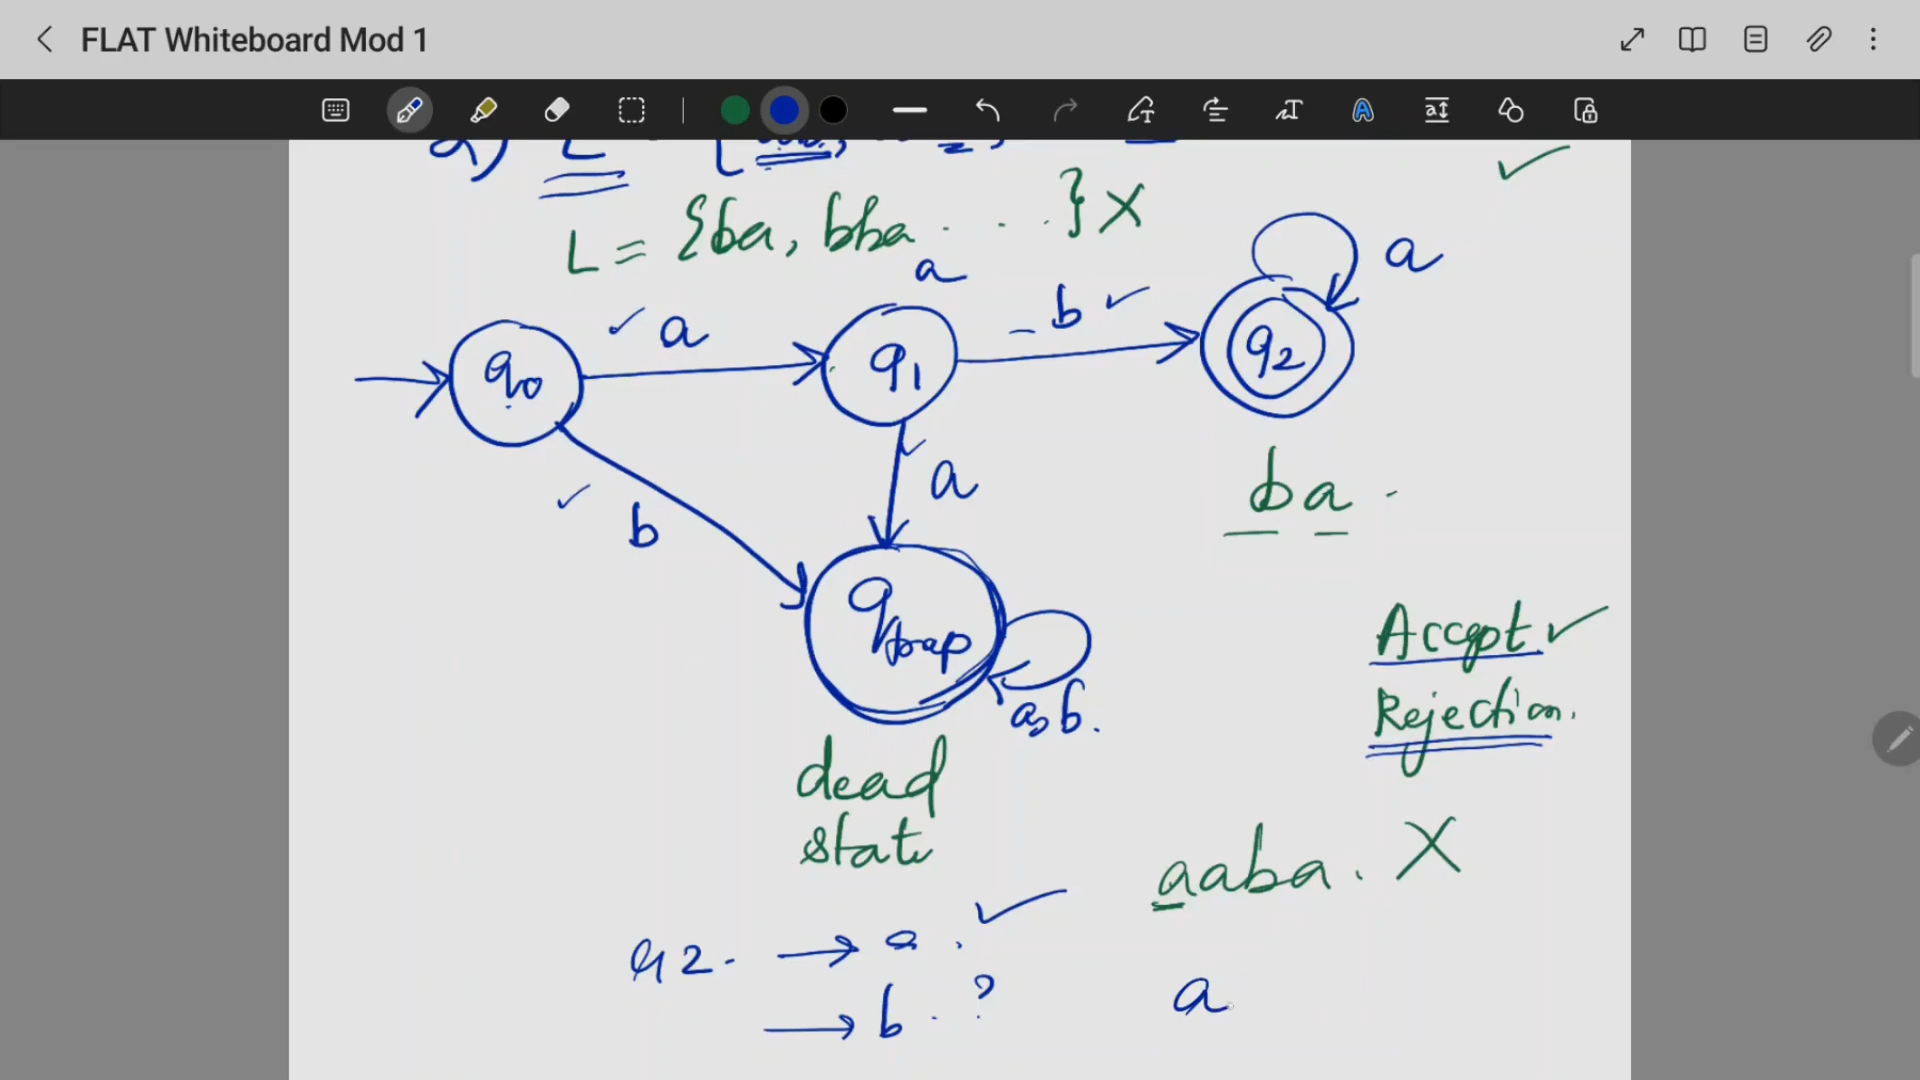 FLAT Whiteboard Mod 1
L = {ba, bba . . . } X
a
a
q0 a q1 b q2
a
b
ba
qtrap
a, b.
Accept ✓
Rejection.
dead
state
aaba. X
q2. → a. ✓
→ b. ?
a